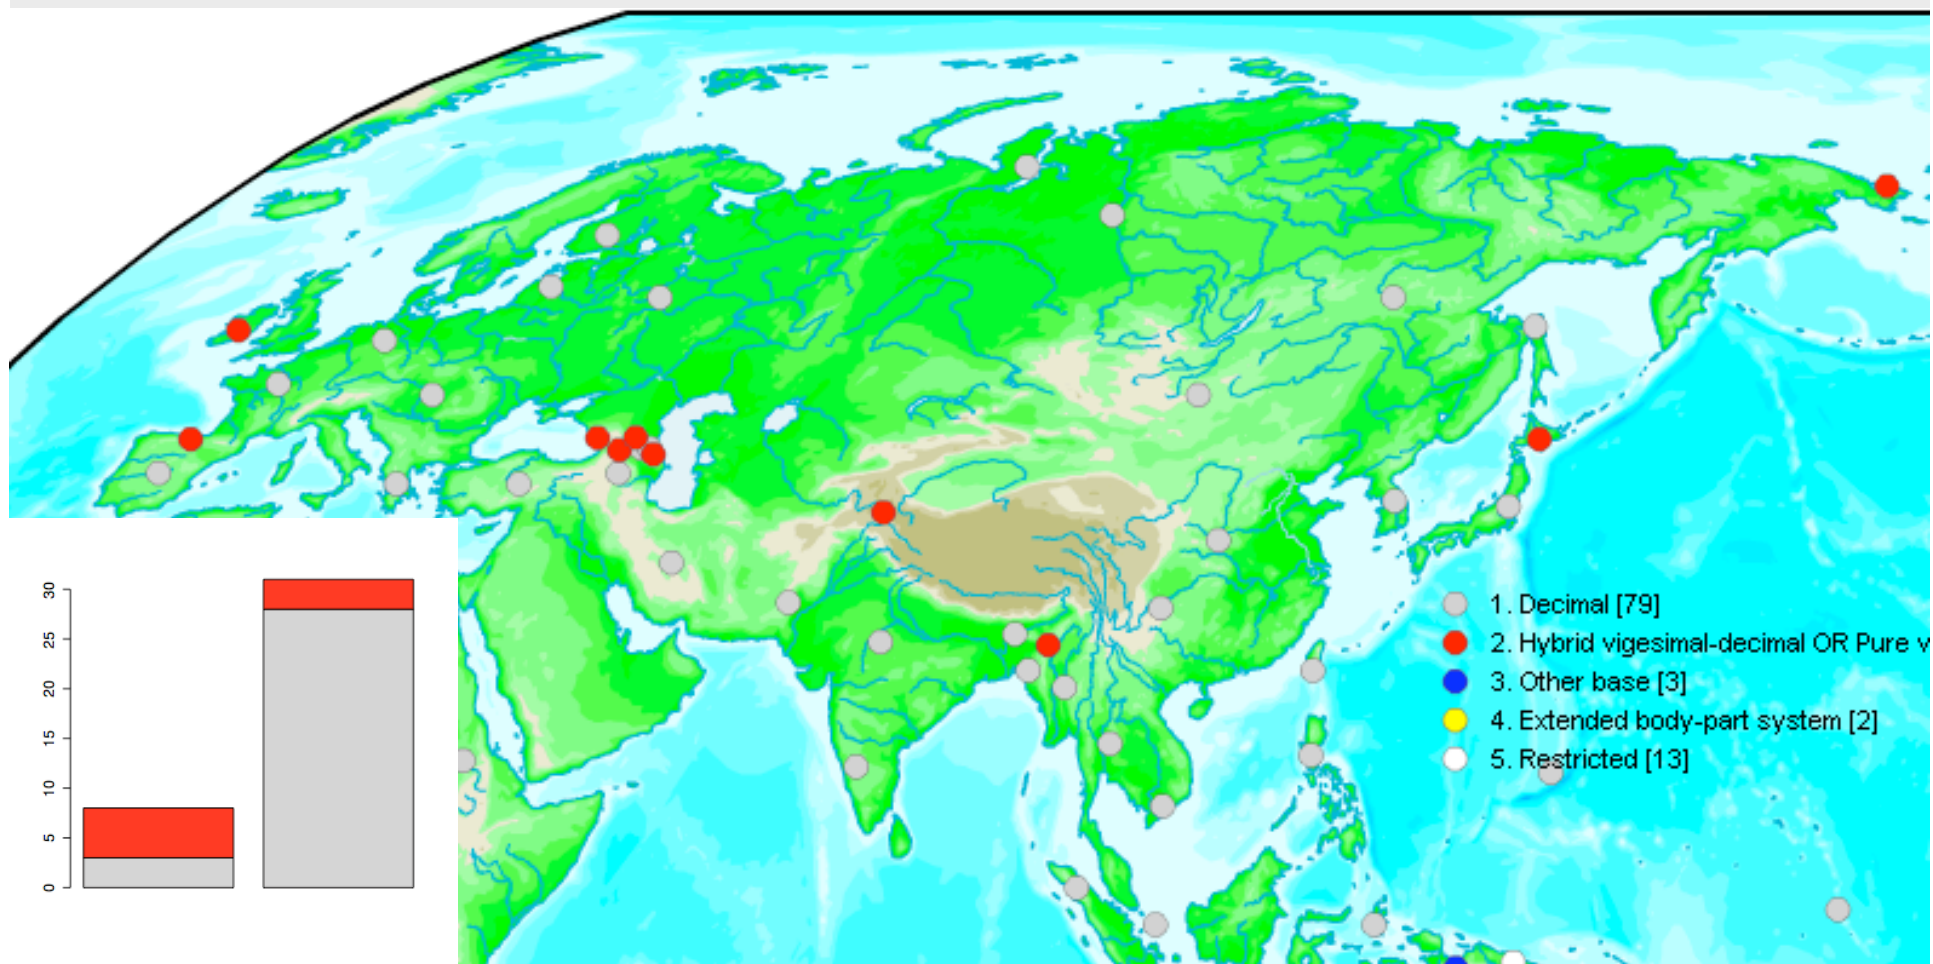 30
25
20
15
10
5
0
1. Decimal [79]
2. Hybrid vigesimal-decimal OR Pure v
3. Other base [3]
4. Extended body-part system [2]
5. Restricted [13]